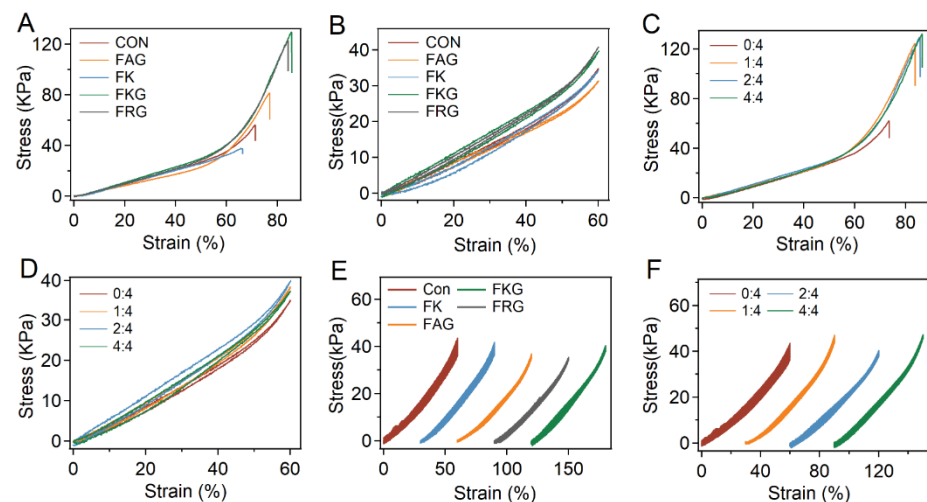 A
Stress (KPa)
120
80
40
0
CON
FAG
FK
FKG
FRG
0 20 40 60 80 100
Strain (%)
B
Stress(kPa)
40
30
20
10
0
CON
FAG
FK
FKG
FRG
0 20 40 60
Strain (%)
C
Stress (KPa)
120
80
40
0
0:4
1:4
2:4
4:4
0 20 40 60 80
Strain (%)
D
Stress (KPa)
40
30
20
10
0
0:4
1:4
2:4
4:4
0 20 40 60
Strain (%)
E
Stress(kPa)
60
40
20
0
Con FKG
FK FRG
FAG
0 50 100 150
Strain (%)
F
Stress (KPa)
60
40
20
0
0:4 2:4
1:4 4:4
0 40 80 120
Strain (%)